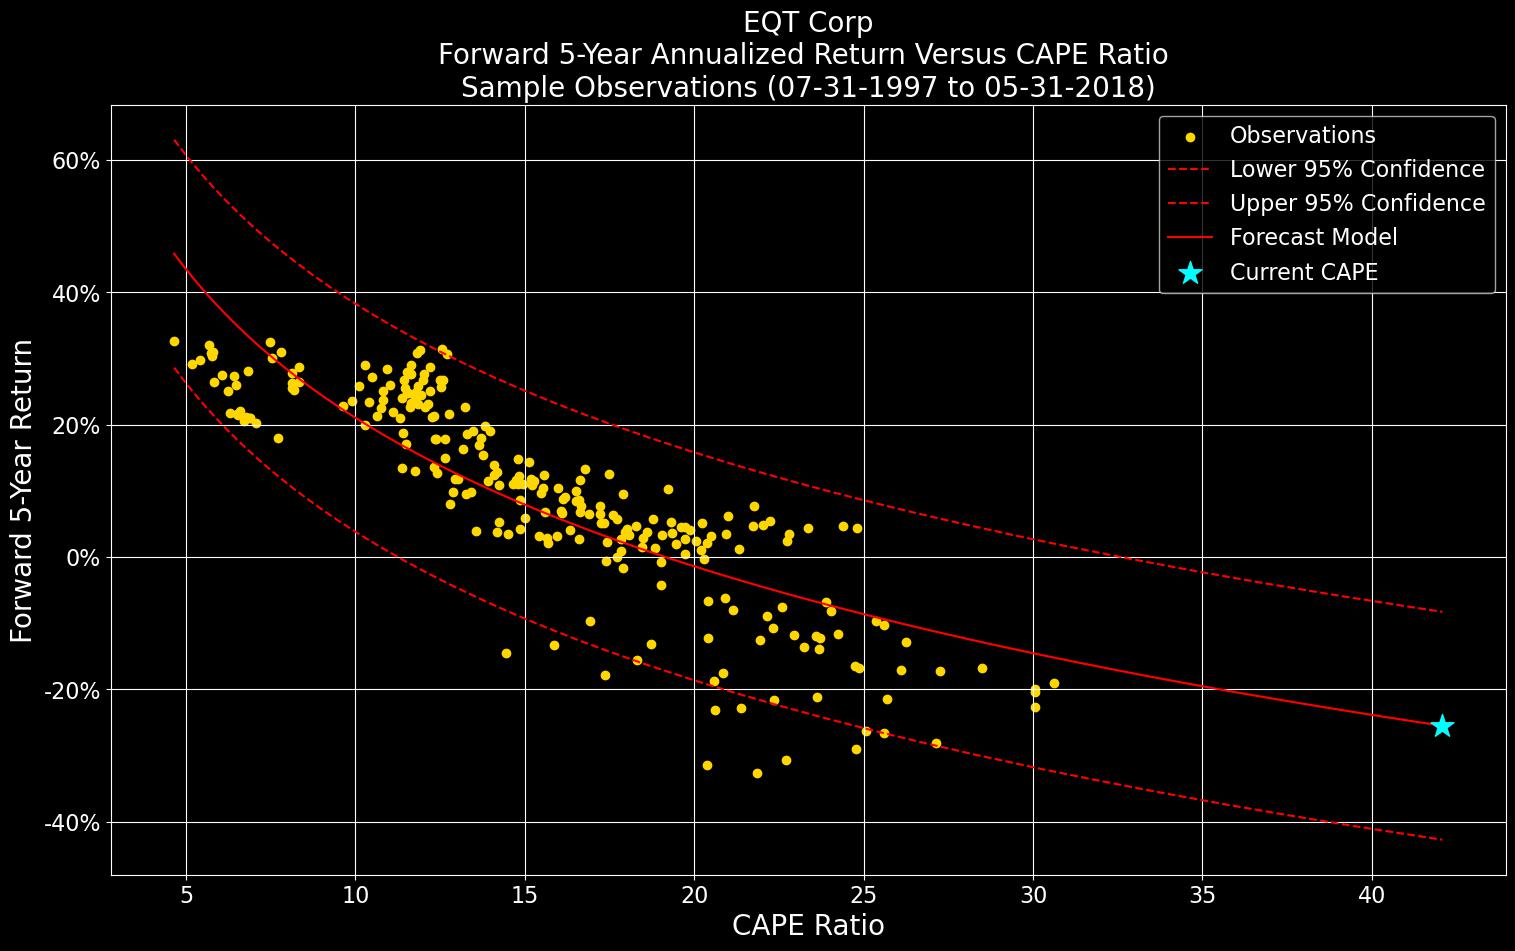 EQT Corp
Forward 5-Year Annualized Return Versus CAPE Ratio
Sample Observations (07-31-1997 to 05-31-2018)
Observations
Lower 95% Confidence
Upper 95% Confidence
Forecast Model
Current CAPE
Forward 5-Year Return
60%
40%
20%
0%
-20%
-40%
5 10 15 20 25 30 35 40
CAPE Ratio